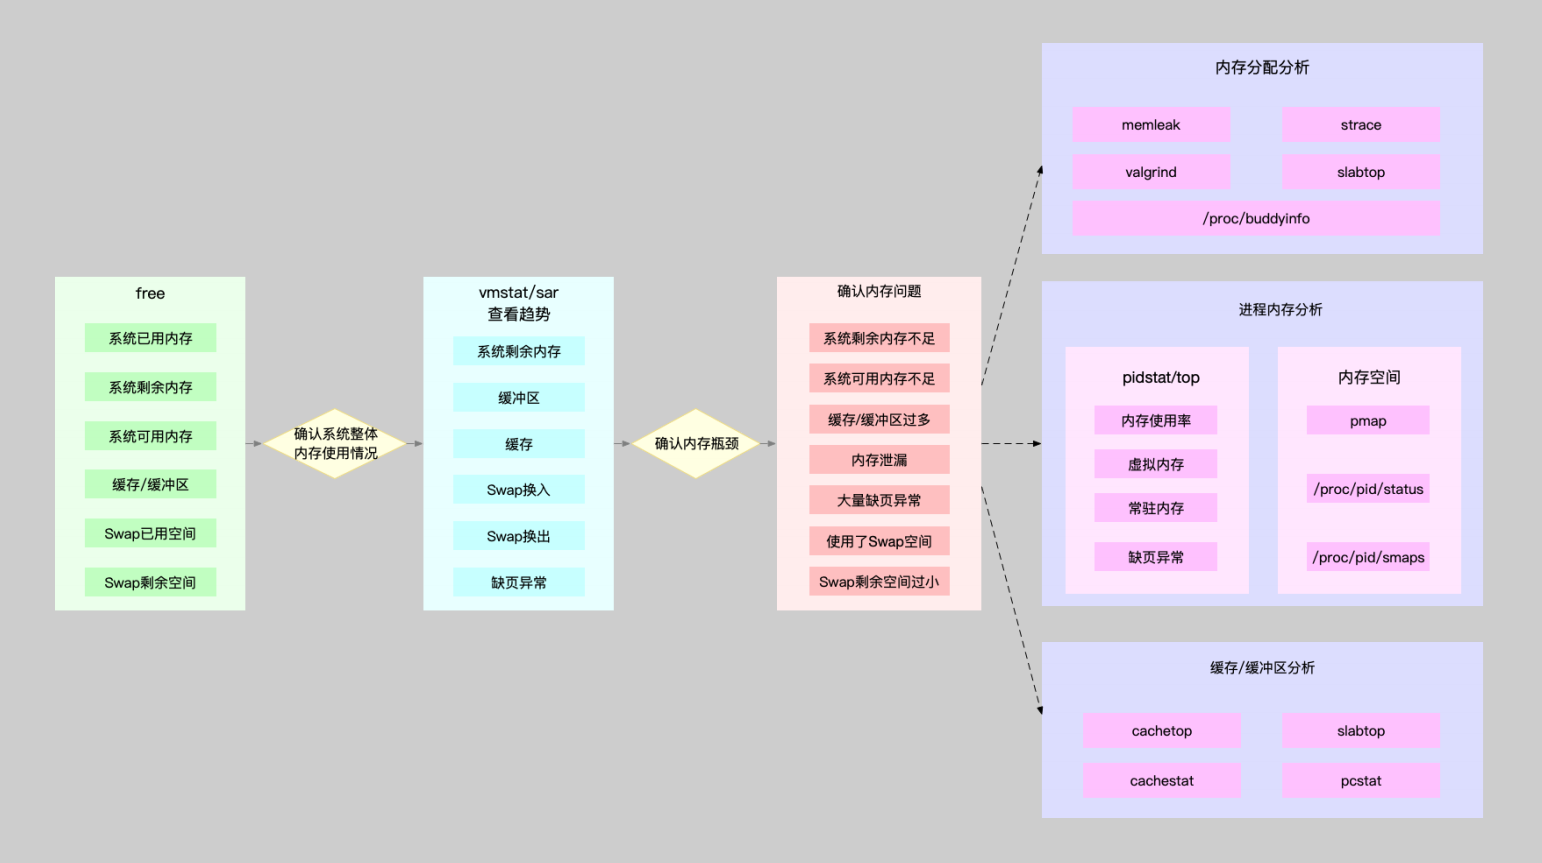 free
系统已用内存
系统剩余内存
系统可用内存
缓存/缓冲区
Swap已用空间
Swap剩余空间
确认系统整体
内存使用情况
vmstat/sar
查看趋势
系统剩余内存
缓冲区
缓存
Swap换入
Swap换出
缺页异常
确认内存瓶颈
确认内存问题
系统剩余内存不足
系统可用内存不足
缓存/缓冲区过多
内存泄漏
大量缺页异常
使用了Swap空间
Swap剩余空间过小
内存分配分析
memleak
strace
valgrind
slabtop
/proc/buddyinfo
进程内存分析
pidstat/top
内存使用率
虚拟内存
常驻内存
缺页异常
内存空间
pmap
/proc/pid/status
/proc/pid/smaps
缓存/缓冲区分析
cachetop
slabtop
cachestat
pcstat